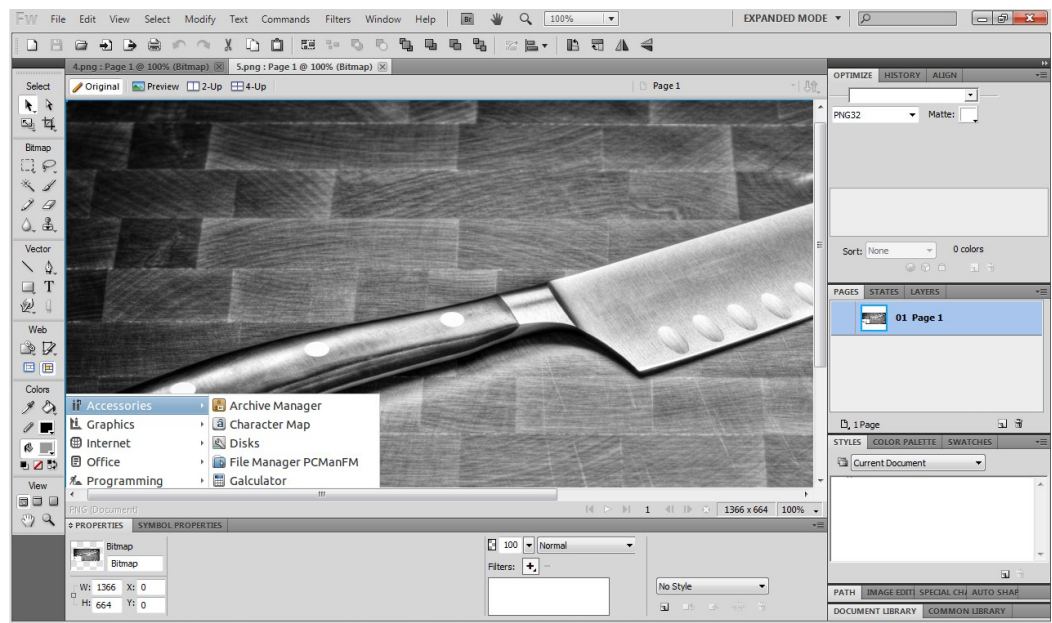 FW File Edit View Select Modify Text Commands Filters Window Help Br 100% EXPANDED MODE
4.png : Page 1 @ 100% (Bitmap) 5.png : Page 1 @ 100% (Bitmap)
Select
Original Preview 2-Up 4-Up Page 1
Bitmap
Vector
T
Web
Colors
View
Accessories
Graphics
Internet
Office
Programming
Archive Manager
Character Map
Disks
File Manager PCManFM
Galculator
PNG (Document) 1 1366 x 664 100%
PROPERTIES SYMBOL PROPERTIES
Bitmap
Bitmap
W: 1366 X: 0
H: 664 Y: 0
100 Normal
Filters:
No Style
OPTIMIZE HISTORY ALIGN
PNG32 Matte:
Sort: None 0 colors
PAGES STATES LAYERS
01 Page 1
1 Page
STYLES COLOR PALETTE SWATCHES
Current Document
PATH IMAGE EDITI SPECIAL CHA AUTO SHAP
DOCUMENT LIBRARY COMMON LIBRARY